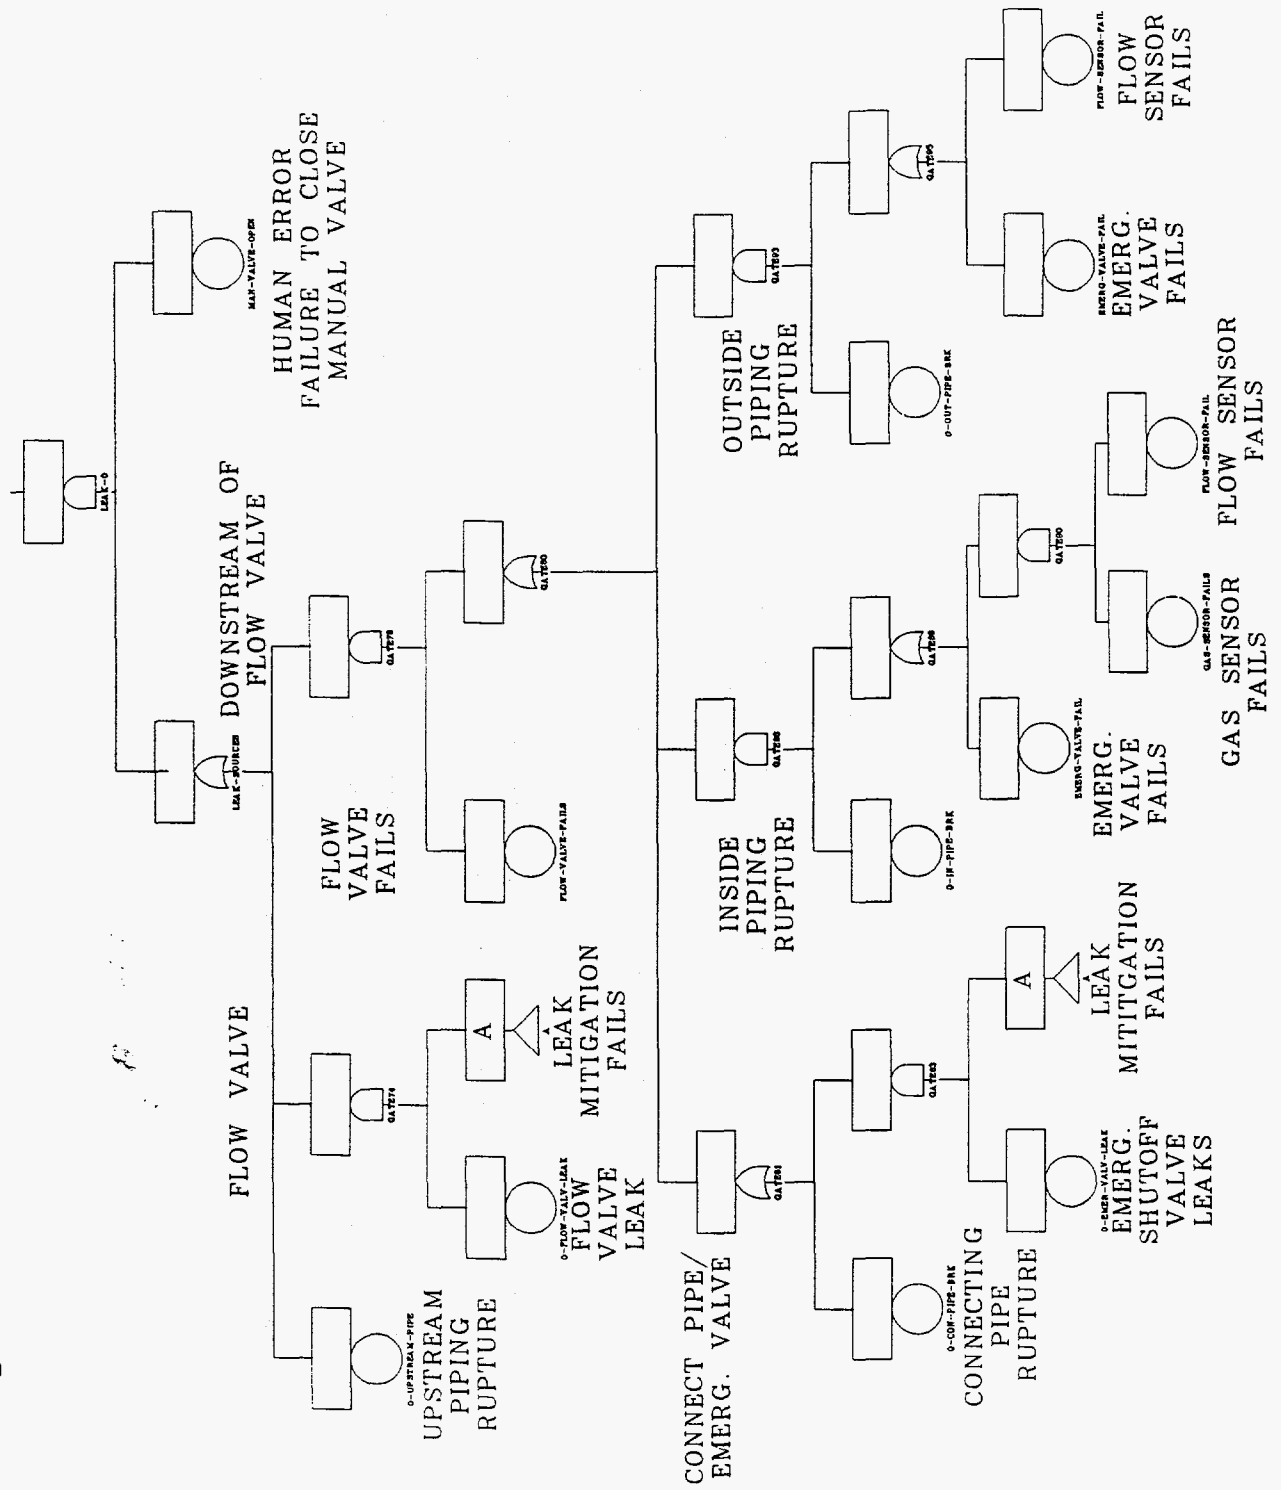 LEAK-O
MAN-VALVE-OPEN
HUMAN ERROR
FAILURE TO CLOSE
MANUAL VALVE
LEAK-SOURCES
FLOW VALVE
DOWNSTREAM OF
FLOW VALVE
O-UPSTREAM-PIPE
UPSTREAM
PIPING
RUPTURE
GATE74
O-FLOW-VALV-LEAK
FLOW
VALVE
LEAK
A
A
LEAK
MITIGATION
FAILS
FLOW
VALVE
FAILS
FLOW-VALVE-FAILS
CONNECT PIPE/
EMERG. VALVE
O-CON-PIPE-BRK
CONNECTING
PIPE
RUPTURE
O-EMER-VALV-LEAK
EMERG.
SHUTOFF
VALVE
LEAKS
A
A
LEAK
MITITGATION
FAILS
INSIDE
PIPING
RUPTURE
O-IN-PIPE-BRK
EMERG-VALVE-FAIL
EMERG.
VALVE
FAILS
GAS-SENSOR-FAILS
GAS SENSOR
FAILS
FLOW-SENSOR-FAIL
FLOW SENSOR
FAILS
OUTSIDE
PIPING
RUPTURE
GATE93
O-OUT-PIPE-BRK
GATE95
EMERG-VALVE-FAIL
EMERG.
VALVE
FAILS
FLOW-SENSOR-FAIL
FLOW
SENSOR
FAILS